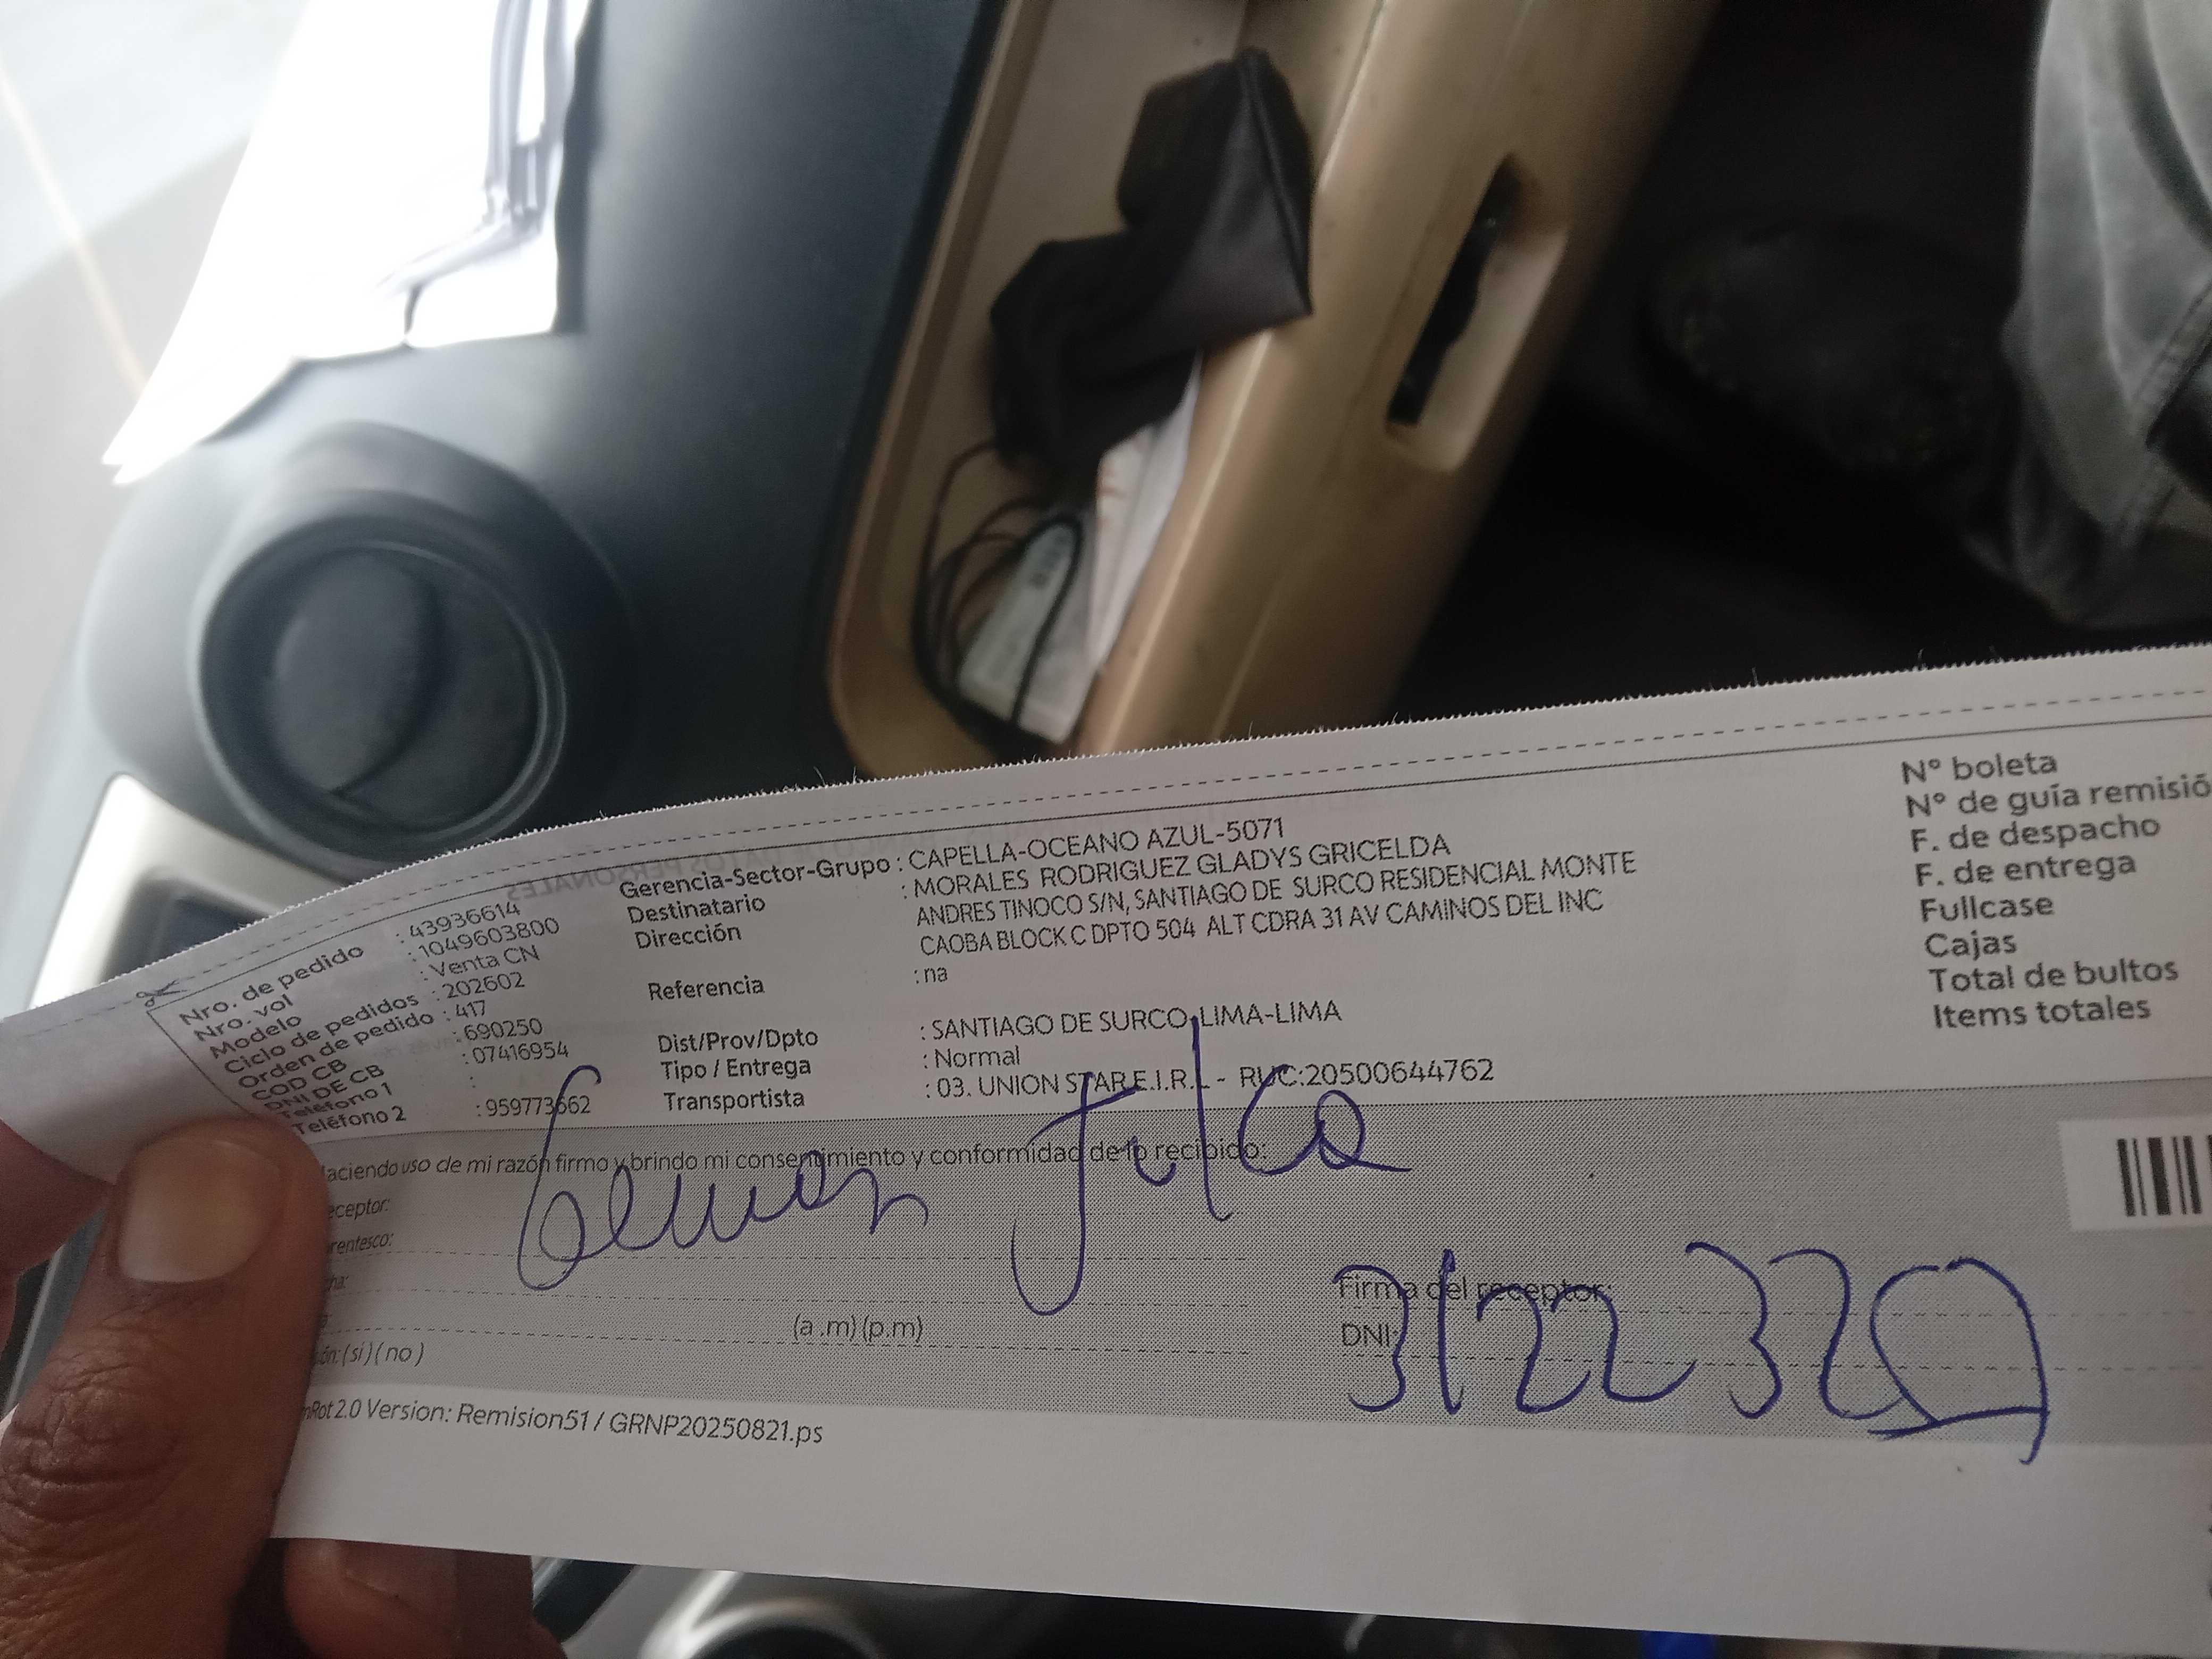 Nro. de pedido : 43936614
Nro. vol : 1049603800
Modelo : Venta CN
Ciclo de pedidos : 202602
Orden de pedido : 417
COD CB : 690250
DNI DE CB : 07416954
Teléfono 1 :
Teléfono 2 : 959773662
Gerencia-Sector-Grupo : CAPELLA-OCEANO AZUL-5071
Destinatario : MORALES RODRIGUEZ GLADYS GRICELDA
Dirección ANDRES TINOCO S/N, SANTIAGO DE SURCO RESIDENCIAL MONTE
CAOBA BLOCK C DPTO 504 ALT CDRA 31 AV CAMINOS DEL INC
Referencia : na
Dist/Prov/Dpto : SANTIAGO DE SURCO-LIMA-LIMA
Tipo / Entrega : Normal
Transportista : 03. UNION STAR E.I.R.L - RUC:20500644762
N° boleta
N° de guía remisió
F. de despacho
F. de entrega
Fullcase
Cajas
Total de bultos
Items totales
aciendo uso de mi razón firmo y brindo mi consentimiento y conformidad de lo recibido:
eceptor:
rentesco:
ha:
(a .m) (p.m)
ón: (si) ( no )
Firma del receptor:
DNI:
Rot 2.0 Version: Remision51 / GRNP20250821.ps